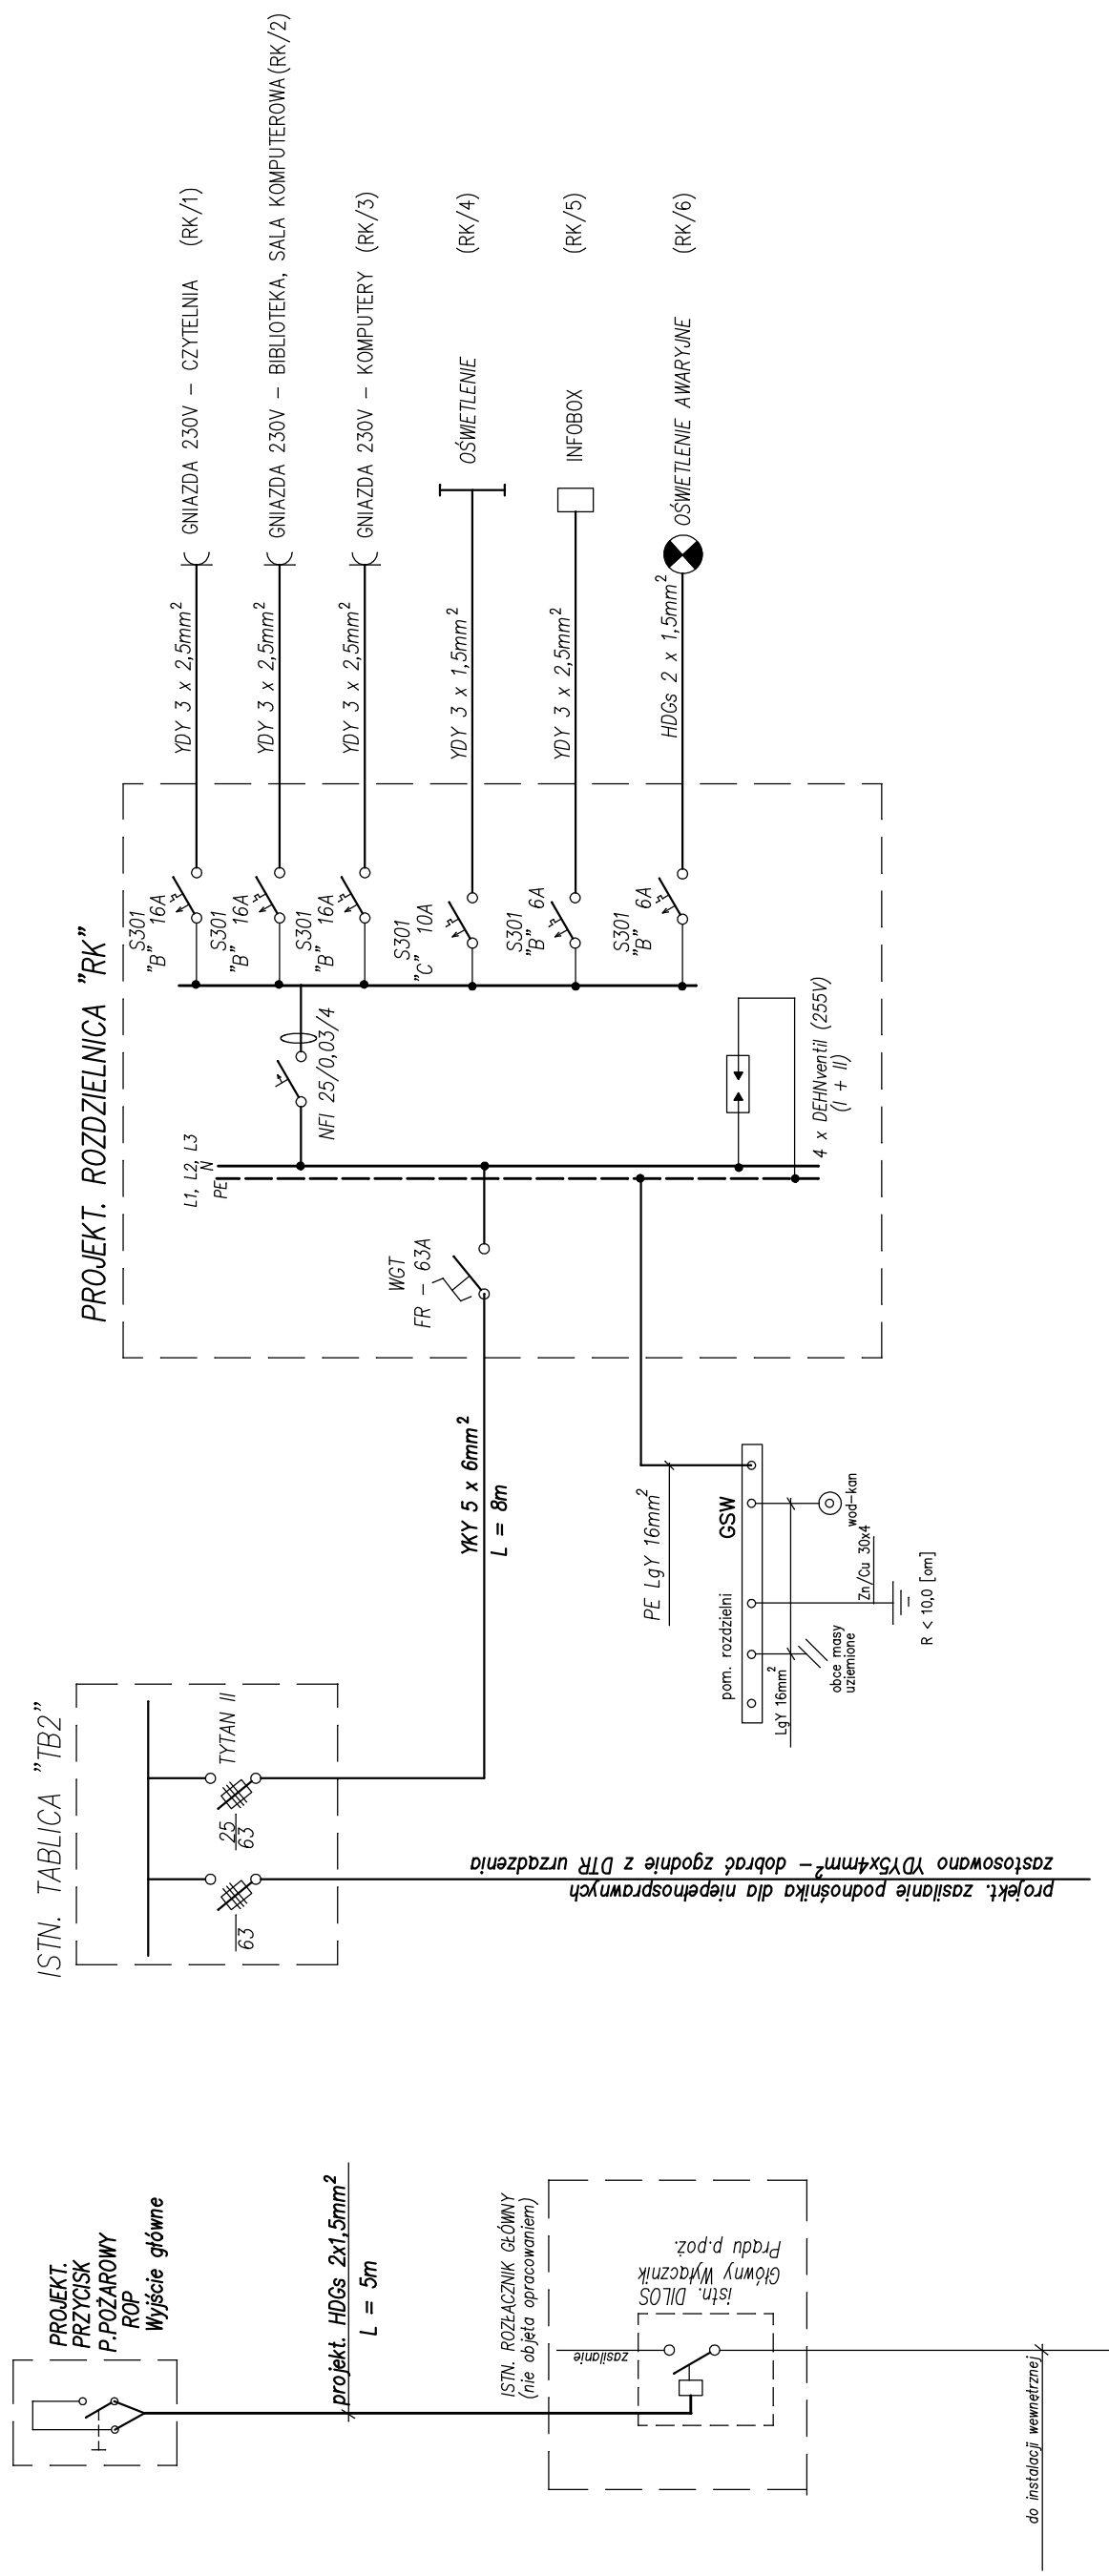 PROJEKT.
PRZYCISK
P.POŻAROWY
ROP
Wyjście główne
projekt. HDGs 2x1,5mm²
L = 5m
ISTN. ROZŁACZNIK GŁÓWNY
(nie objęta opracowaniem)
zasilanie
istn. DILOS
Główny Wyłącznik
Prądu p.poż.
do instalacji wewnętrznej
ISTN. TABLICA "TB2"
63
25
63
TYTAN II
projekt. zasilanie podnośnika dla niepełnosprawnych
zastosowano YDY5x4mm² – dobrać zgodnie z DTR urządzenia
YKY 5 x 6mm²
L = 8m
PE LgY 16mm²
pom. rozdzielni
GSW
LgY 16mm²
obce masy
uziemione
Zn/Cu 30x4
wod-kan
R < 10,0 [om]
PROJEKT. ROZDZIELNICA "RK"
WGT
FR – 63A
L1, L2, L3
N
PE
NFI 25/0,03/4
4 x DEHNventil (255V)
(I + II)
S301
"B" 16A
YDY 3 x 2,5mm²
GNIAZDA 230V – CZYTELNIA (RK/1)
S301
"B" 16A
YDY 3 x 2,5mm²
GNIAZDA 230V – BIBLIOTEKA, SALA KOMPUTEROWA (RK/2)
S301
"B" 16A
YDY 3 x 2,5mm²
GNIAZDA 230V – KOMPUTERY (RK/3)
S301
"C" 10A
YDY 3 x 1,5mm²
OŚWIETLENIE (RK/4)
S301
"B" 6A
YDY 3 x 2,5mm²
INFOBOX (RK/5)
S301
"B" 6A
HDGs 2 x 1,5mm²
OŚWIETLENIE AWARYJNE (RK/6)